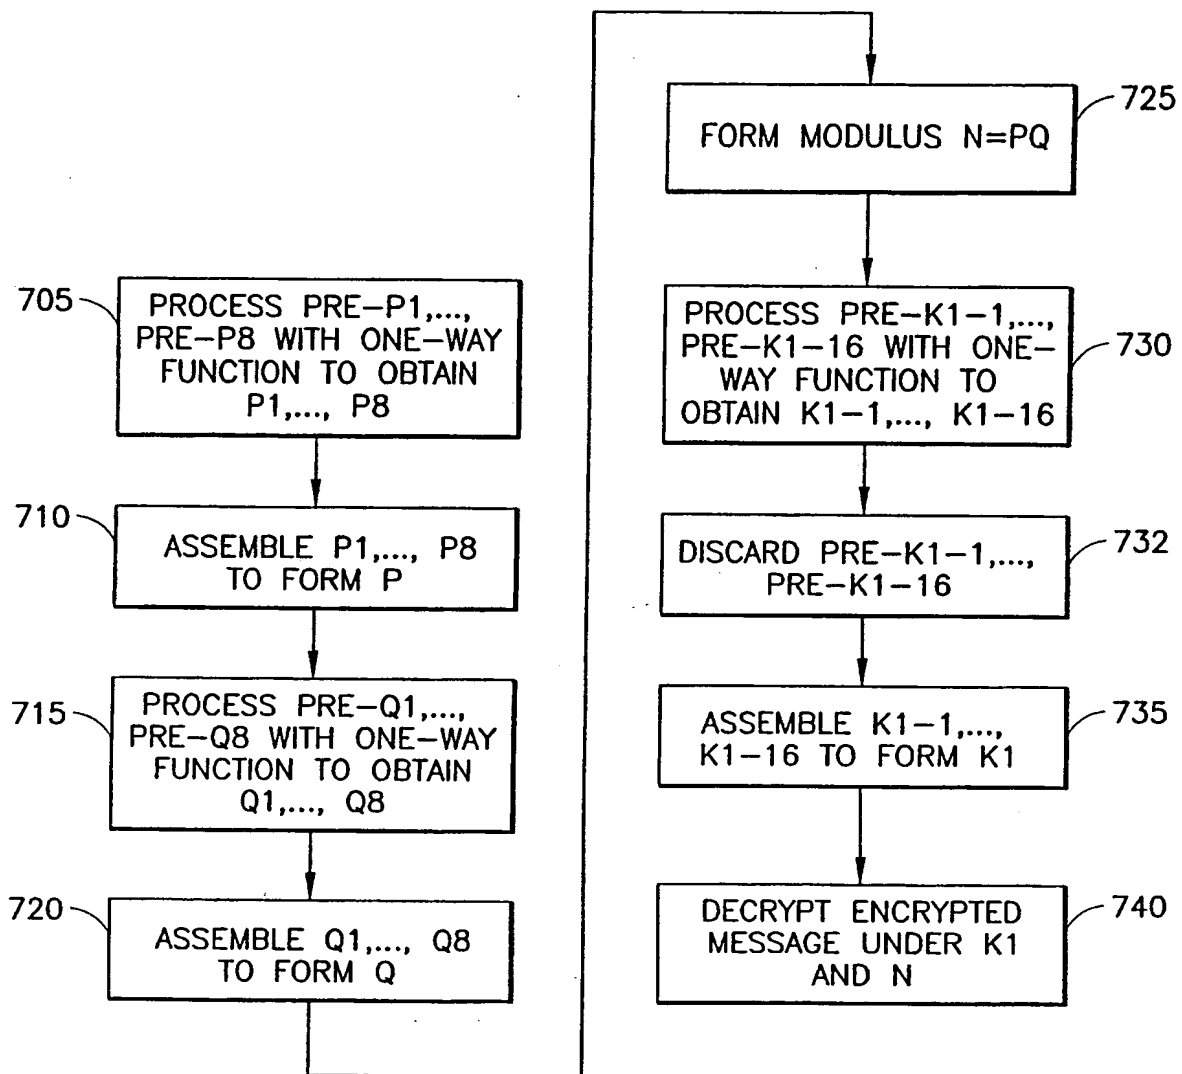 705
PROCESS PRE-P1,...,
PRE-P8 WITH ONE-WAY
FUNCTION TO OBTAIN
P1,..., P8
710
ASSEMBLE P1,..., P8
TO FORM P
715
PROCESS PRE-Q1,...,
PRE-Q8 WITH ONE-WAY
FUNCTION TO OBTAIN
Q1,..., Q8
720
ASSEMBLE Q1,..., Q8
TO FORM Q
725
FORM MODULUS N=PQ
730
PROCESS PRE-K1-1,...,
PRE-K1-16 WITH ONE-
WAY FUNCTION TO
OBTAIN K1-1,..., K1-16
732
DISCARD PRE-K1-1,...,
PRE-K1-16
735
ASSEMBLE K1-1,...,
K1-16 TO FORM K1
740
DECRYPT ENCRYPTED
MESSAGE UNDER K1
AND N